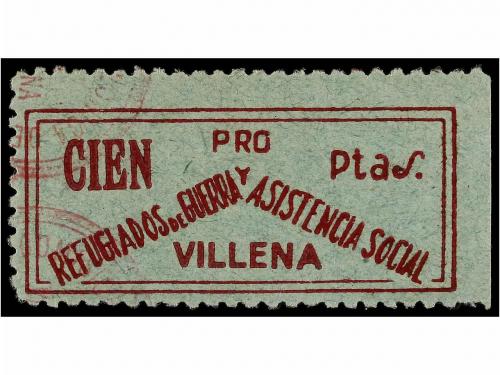 PRO
CIEN Ptas.
REFUGIADOS DE GUERRA Y ASISTENCIA SOCIAL
VILLENA